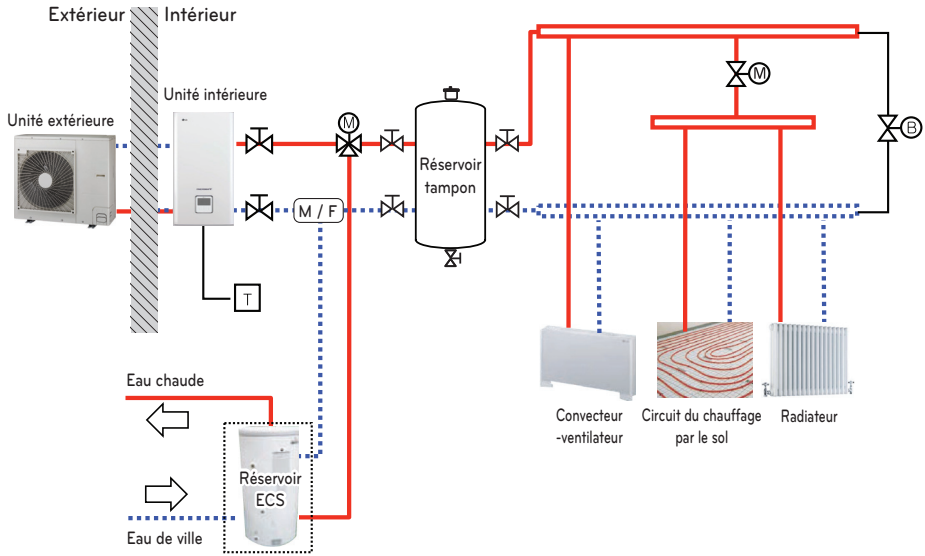 Extérieur
Intérieur
Unité extérieure
Unité intérieure
M
Réservoir
tampon
M
B
M / F
T
Eau chaude
Réservoir
ECS
Eau de ville
Convecteur
-ventilateur
Circuit du chauffage
par le sol
Radiateur